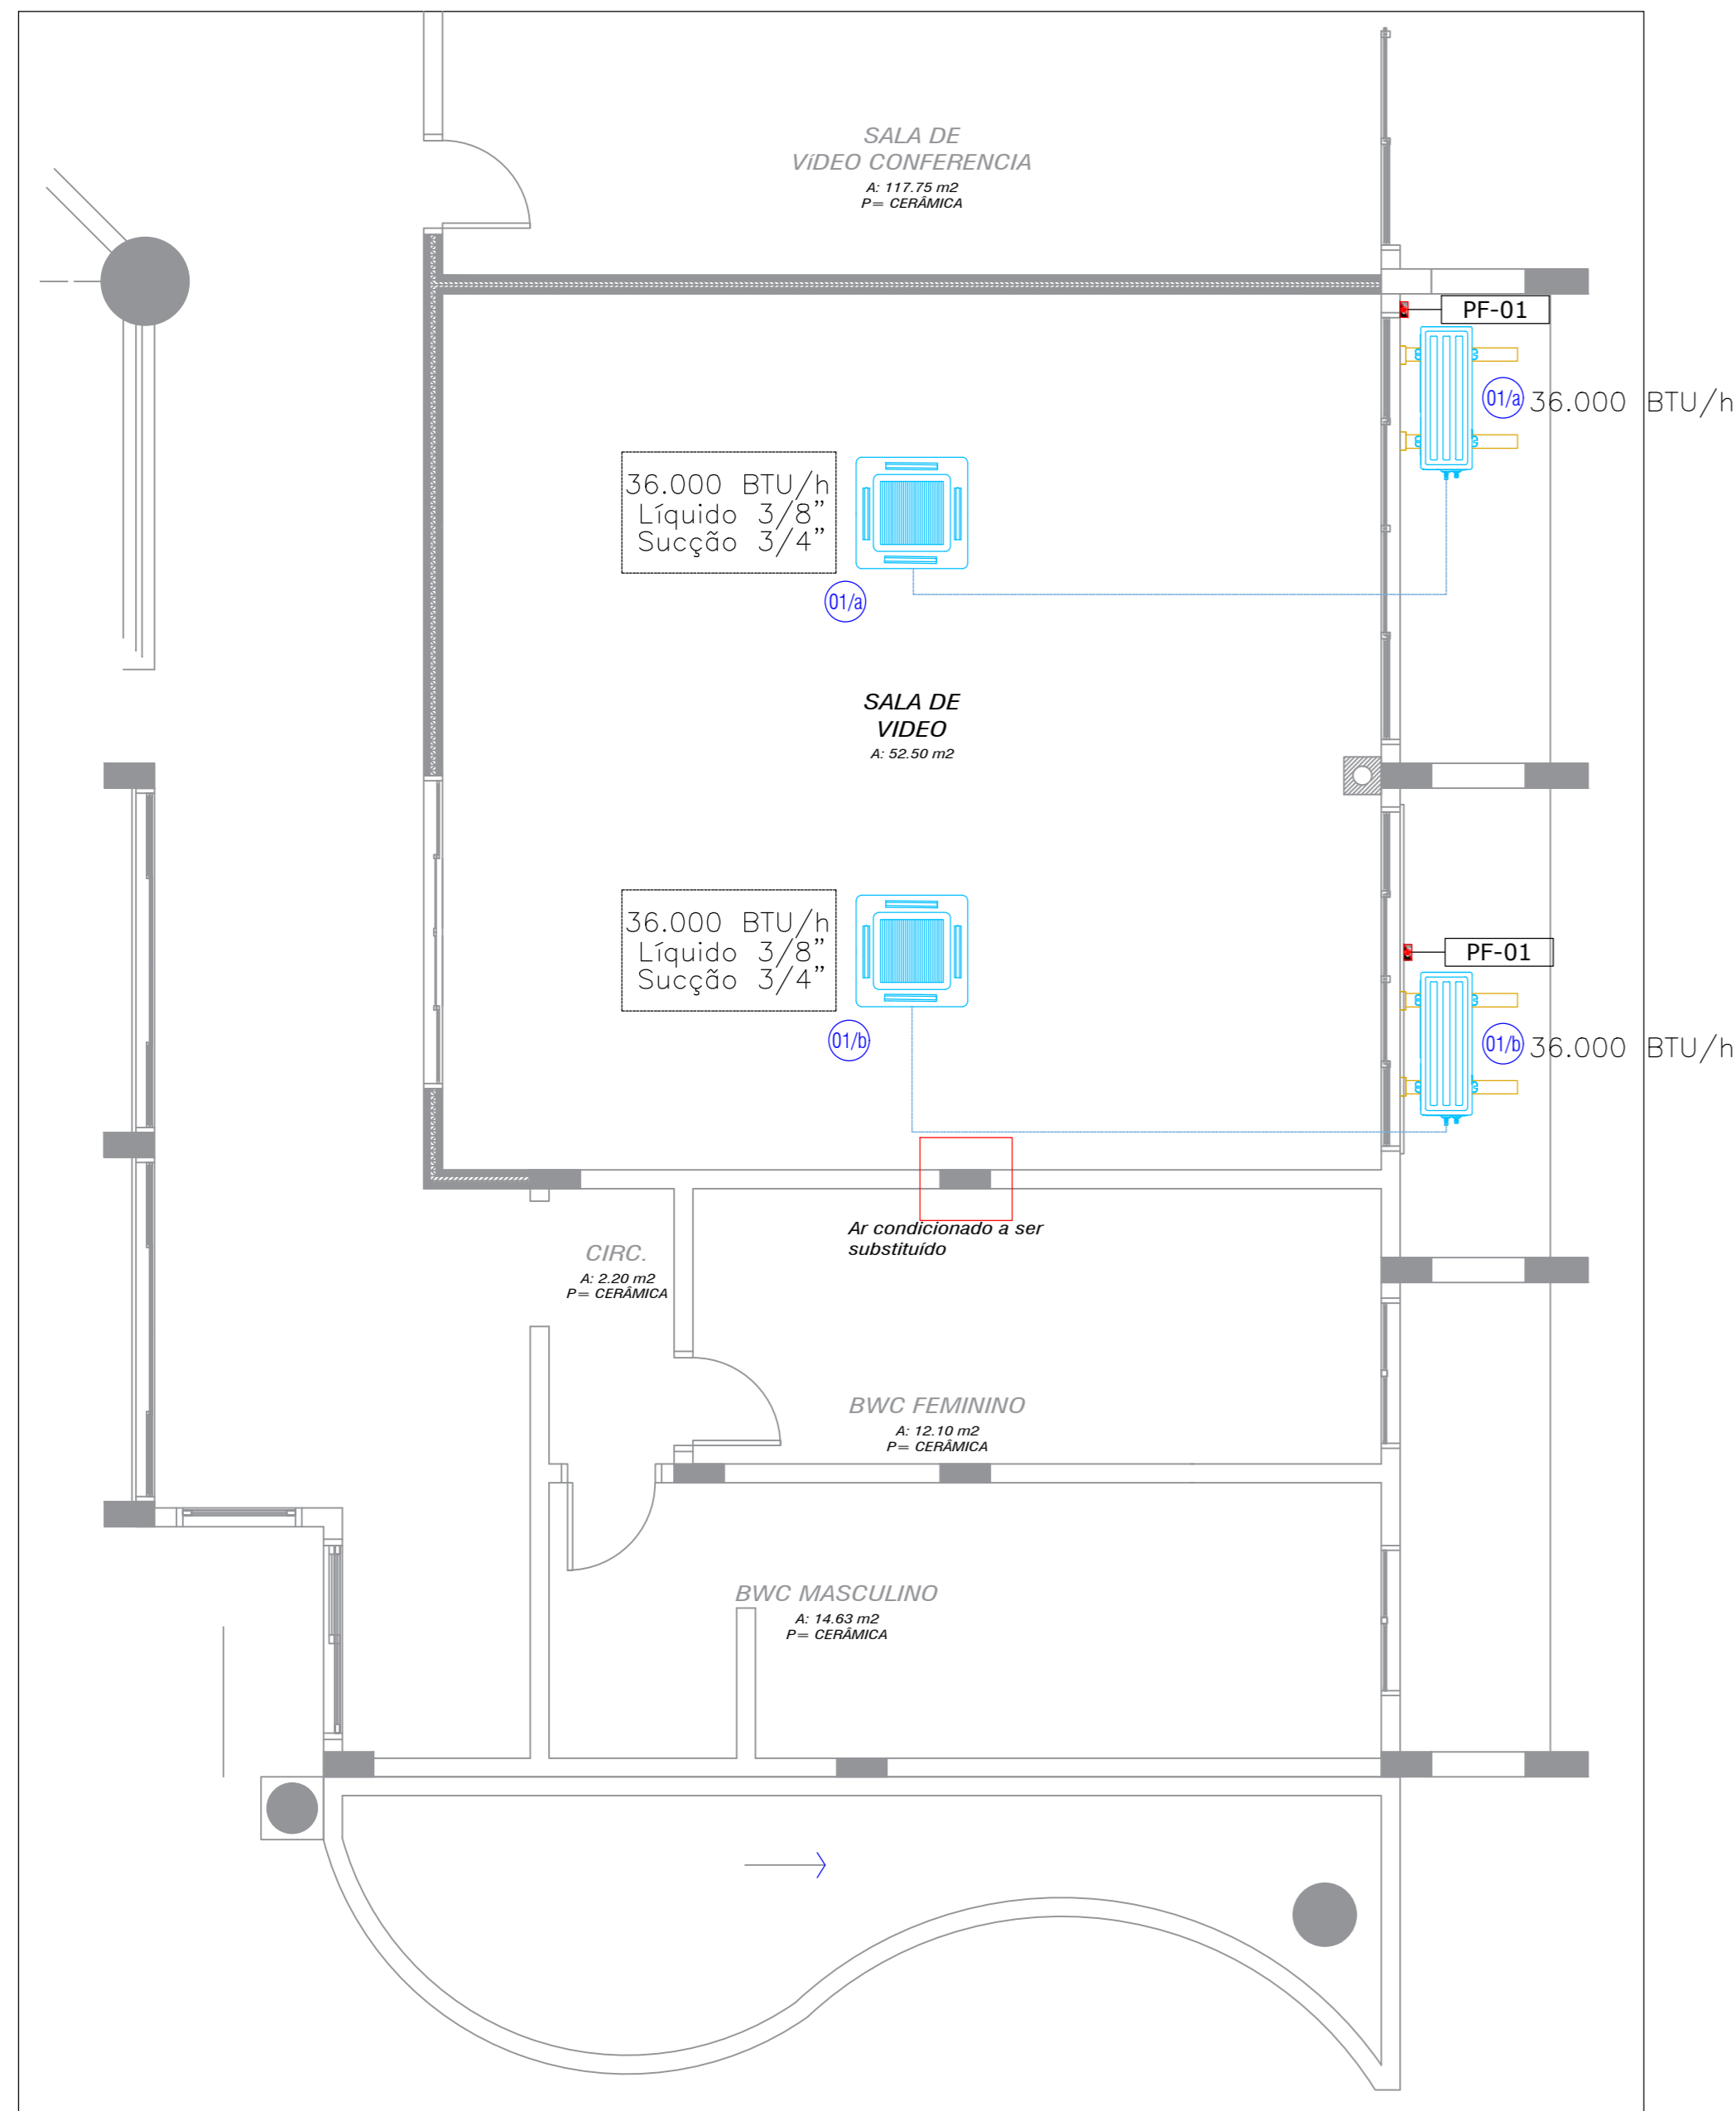 SALA DE
VíDEO CONFERENCIA
A: 117.75 m2
P= CERÂMICA
PF-01
01/a
36.000 BTU/h
36.000 BTU/h
Líquido 3/8”
Sucção 3/4”
01/a
SALA DE
VIDEO
A: 52.50 m2
36.000 BTU/h
Líquido 3/8”
Sucção 3/4”
01/b
PF-01
01/b
36.000 BTU/h
Ar condicionado a ser
substituído
CIRC.
A: 2.20 m2
P= CERÂMICA
BWC FEMININO
A: 12.10 m2
P= CERÂMICA
BWC MASCULINO
A: 14.63 m2
P= CERÂMICA